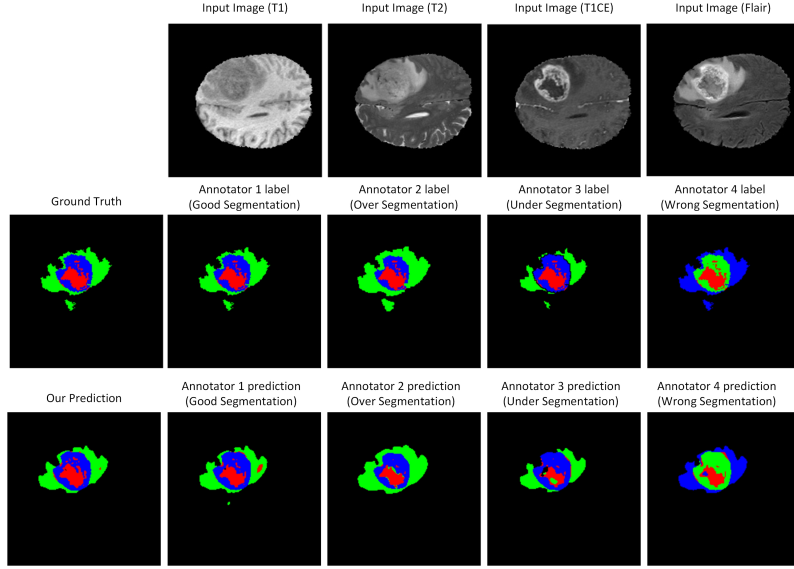 Input Image (T1)
Input Image (T2)
Input Image (T1CE)
Input Image (Flair)
Ground Truth
Annotator 1 label
(Good Segmentation)
Annotator 2 label
(Over Segmentation)
Annotator 3 label
(Under Segmentation)
Annotator 4 label
(Wrong Segmentation)
Our Prediction
Annotator 1 prediction
(Good Segmentation)
Annotator 2 prediction
(Over Segmentation)
Annotator 3 prediction
(Under Segmentation)
Annotator 4 prediction
(Wrong Segmentation)